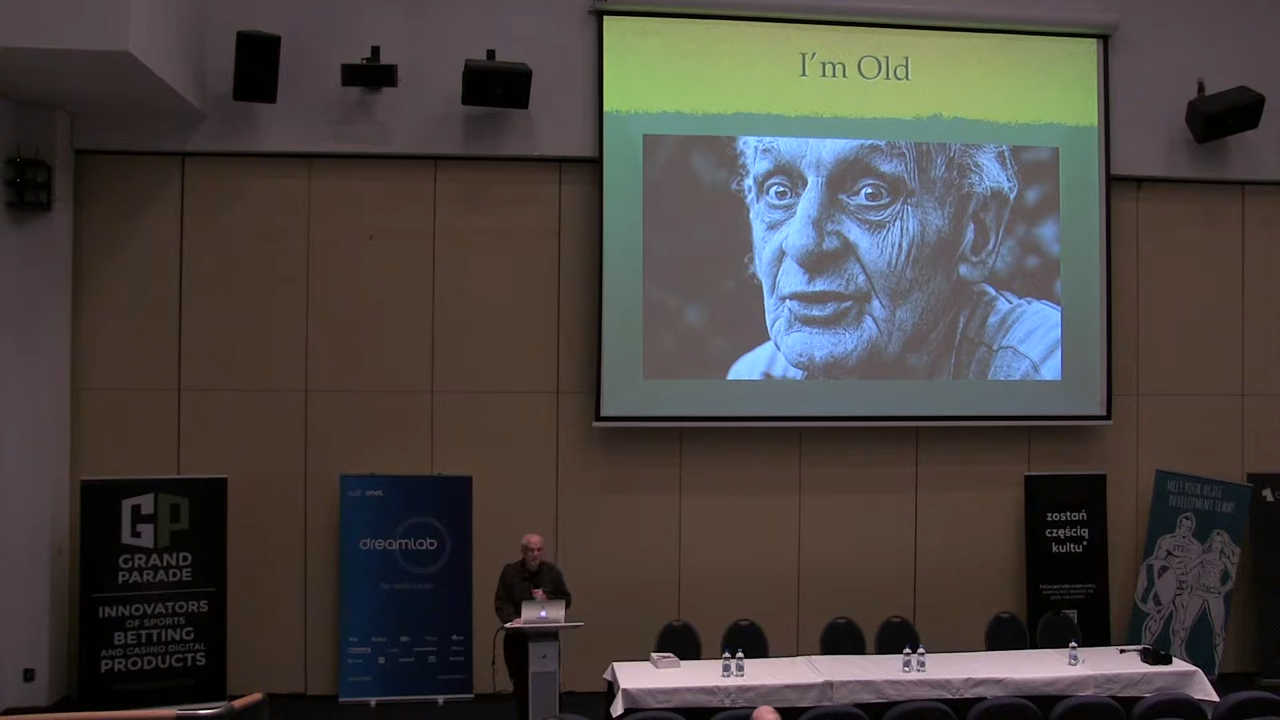 I'm Old
GP
GRAND
PARADE
INNOVATORS
OF SPORTS
BETTING
AND CASINO DIGITAL
PRODUCTS
dreamlab
zostań
częścią
kultu*
MEET YOUR AGILE
DEVELOPMENT TEAM!